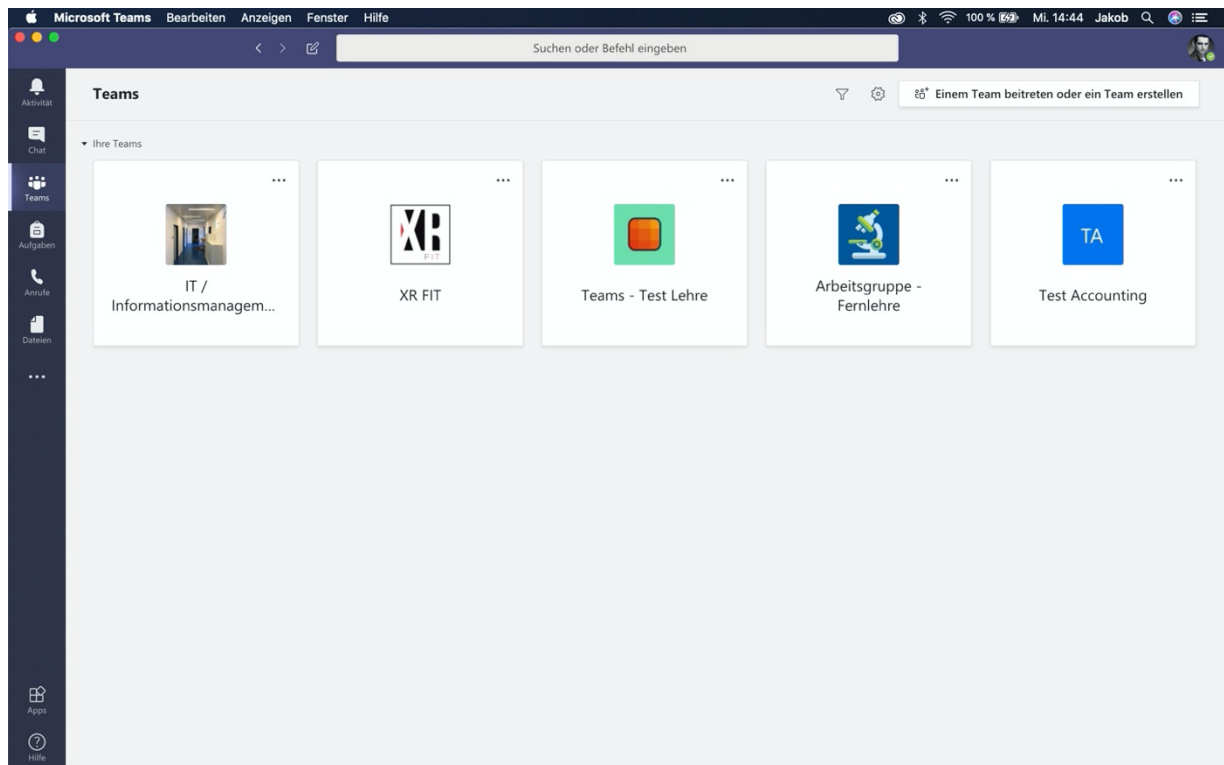 Microsoft Teams Bearbeiten Anzeigen Fenster Hilfe 100 % Mi. 14:44 Jakob
Suchen oder Befehl eingeben
Aktivität
Chat
Teams
Aufgaben
Anrufe
Dateien
Apps
Hilfe
Teams
Einem Team beitreten oder ein Team erstellen
Ihre Teams
IT /
Informationsmanagem...
XR
FIT
XR FIT
Teams - Test Lehre
Arbeitsgruppe -
Fernlehre
TA
Test Accounting